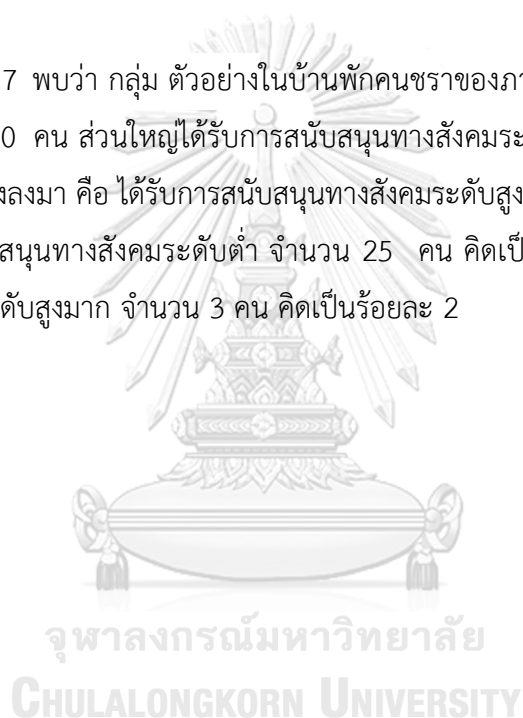 7 พบว่า กลุ่ม ตัวอย่างในบ้านพักคนชราของภา
0 คน ส่วนใหญ่ได้รับการสนับสนุนทางสังคมระ
งลงมา คือ ได้รับการสนับสนุนทางสังคมระดับสูง
สนุนทางสังคมระดับต่ำ จำนวน 25 คน คิดเป็
ดับสูงมาก จำนวน 3 คน คิดเป็นร้อยละ 2
จุฬาลงกรณ์มหาวิทยาลัย
CHULALONGKORN UNIVERSITY